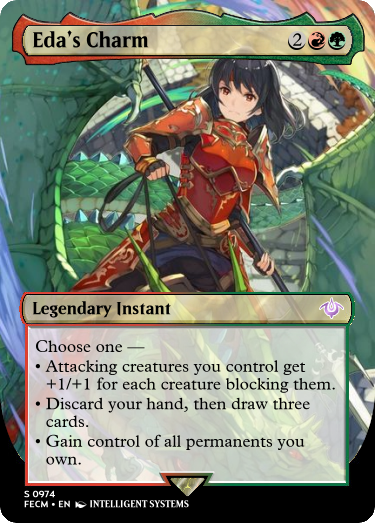 Eda's Charm 2
Legendary Instant
Choose one —
• Attacking creatures you control get
+1/+1 for each creature blocking them.
• Discard your hand, then draw three
cards.
• Gain control of all permanents you
own.
S 0974
FECM • EN INTELLIGENT SYSTEMS